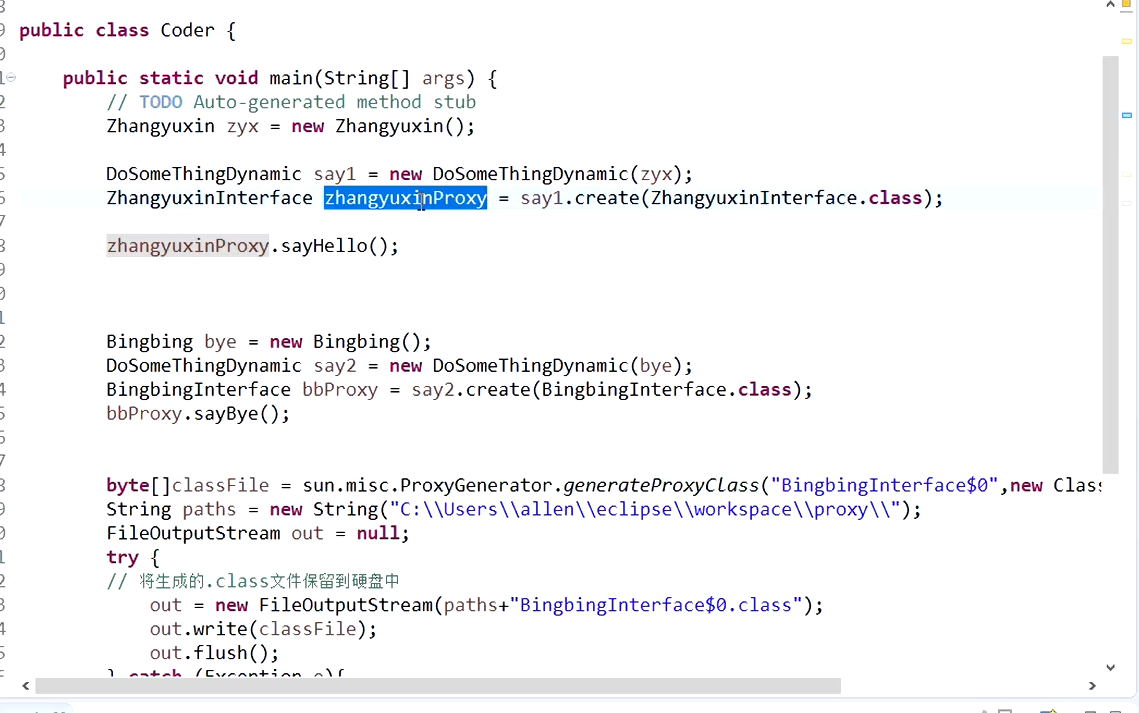 public class Coder {
public static void main(String[] args) {
// TODO Auto-generated method stub
Zhangyuxin zyx = new Zhangyuxin();
DoSomeThingDynamic say1 = new DoSomeThingDynamic(zyx);
ZhangyuxinInterface zhangyuxinProxy = say1.create(ZhangyuxinInterface.class);
zhangyuxinProxy.sayHello();
Bingbing bye = new Bingbing();
DoSomeThingDynamic say2 = new DoSomeThingDynamic(bye);
BingbingInterface bbProxy = say2.create(BingbingInterface.class);
bbProxy.sayBye();
byte[]classFile = sun.misc.ProxyGenerator.generateProxyClass("BingbingInterface$0",new Class
String paths = new String("C:\\Users\\allen\\eclipse\\workspace\\proxy\\");
FileOutputStream out = null;
try {
// 将生成的.class文件保留到硬盘中
out = new FileOutputStream(paths+"BingbingInterface$0.class");
out.write(classFile);
out.flush();
} catch (Exception e){